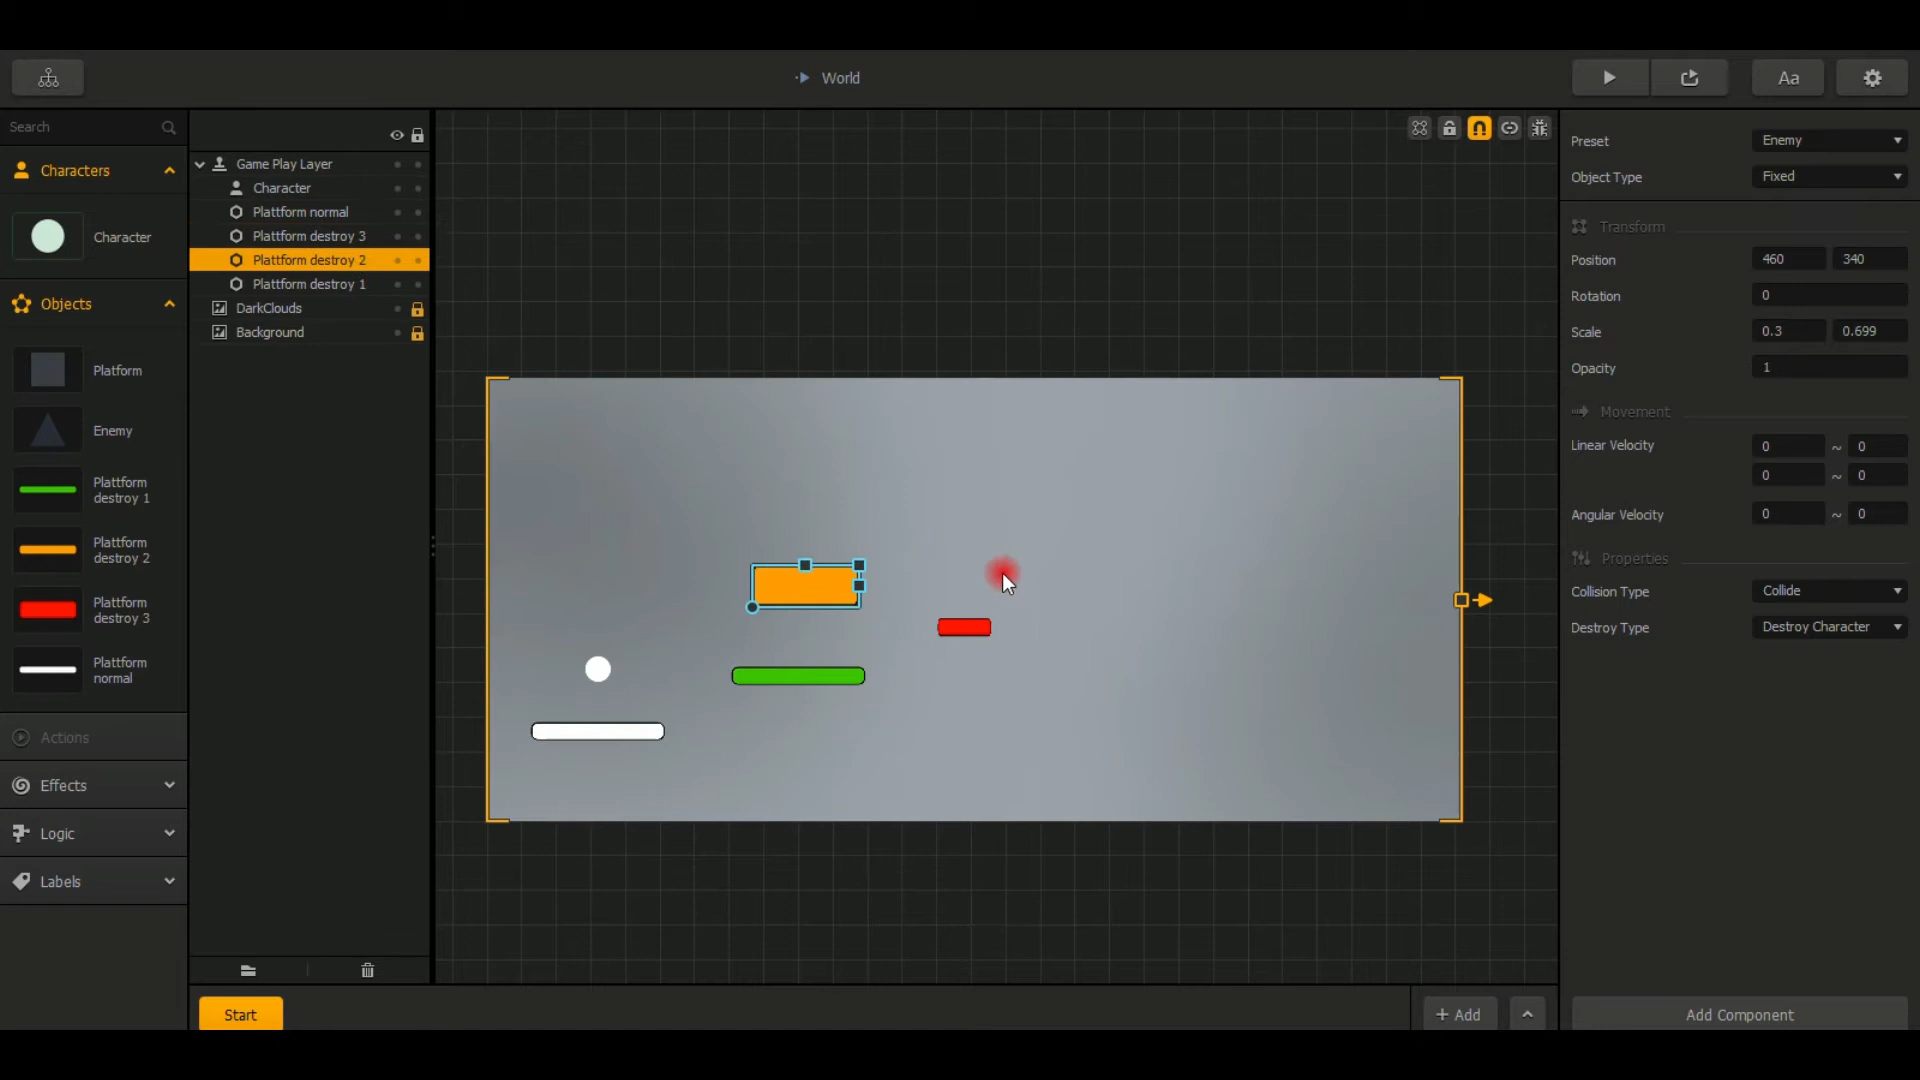 World
Aa
Search
Characters
Character
Objects
Platform
Enemy
Plattform
destroy 1
Plattform
destroy 2
Plattform
destroy 3
Plattform
normal
Actions
Effects
Logic
Labels
Game Play Layer
Character
Plattform normal
Plattform destroy 3
Plattform destroy 2
Plattform destroy 1
DarkClouds
Background
Start
+ Add
Preset Enemy
Object Type Fixed
Transform
Position 460 340
Rotation 0
Scale 0.3 0.699
Opacity 1
Movement
Linear Velocity 0 ~ 0
0 ~ 0
Angular Velocity 0 ~ 0
Properties
Collision Type Collide
Destroy Type Destroy Character
Add Component